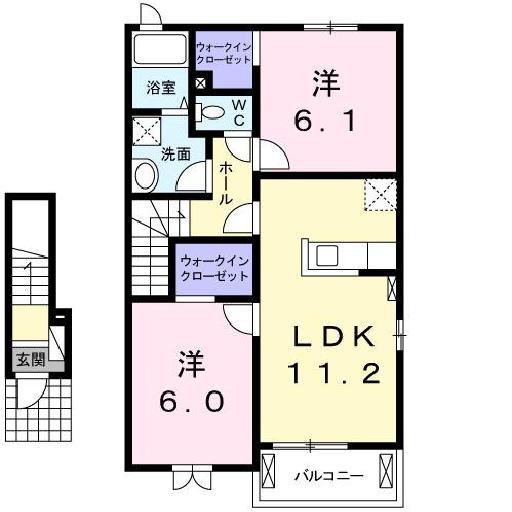 ウォークイン
クローゼット
洋
6.1
浴室
WC
洗面
ホール
ウォークイン
クローゼット
LDK
11.2
洋
6.0
玄関
バルコニー